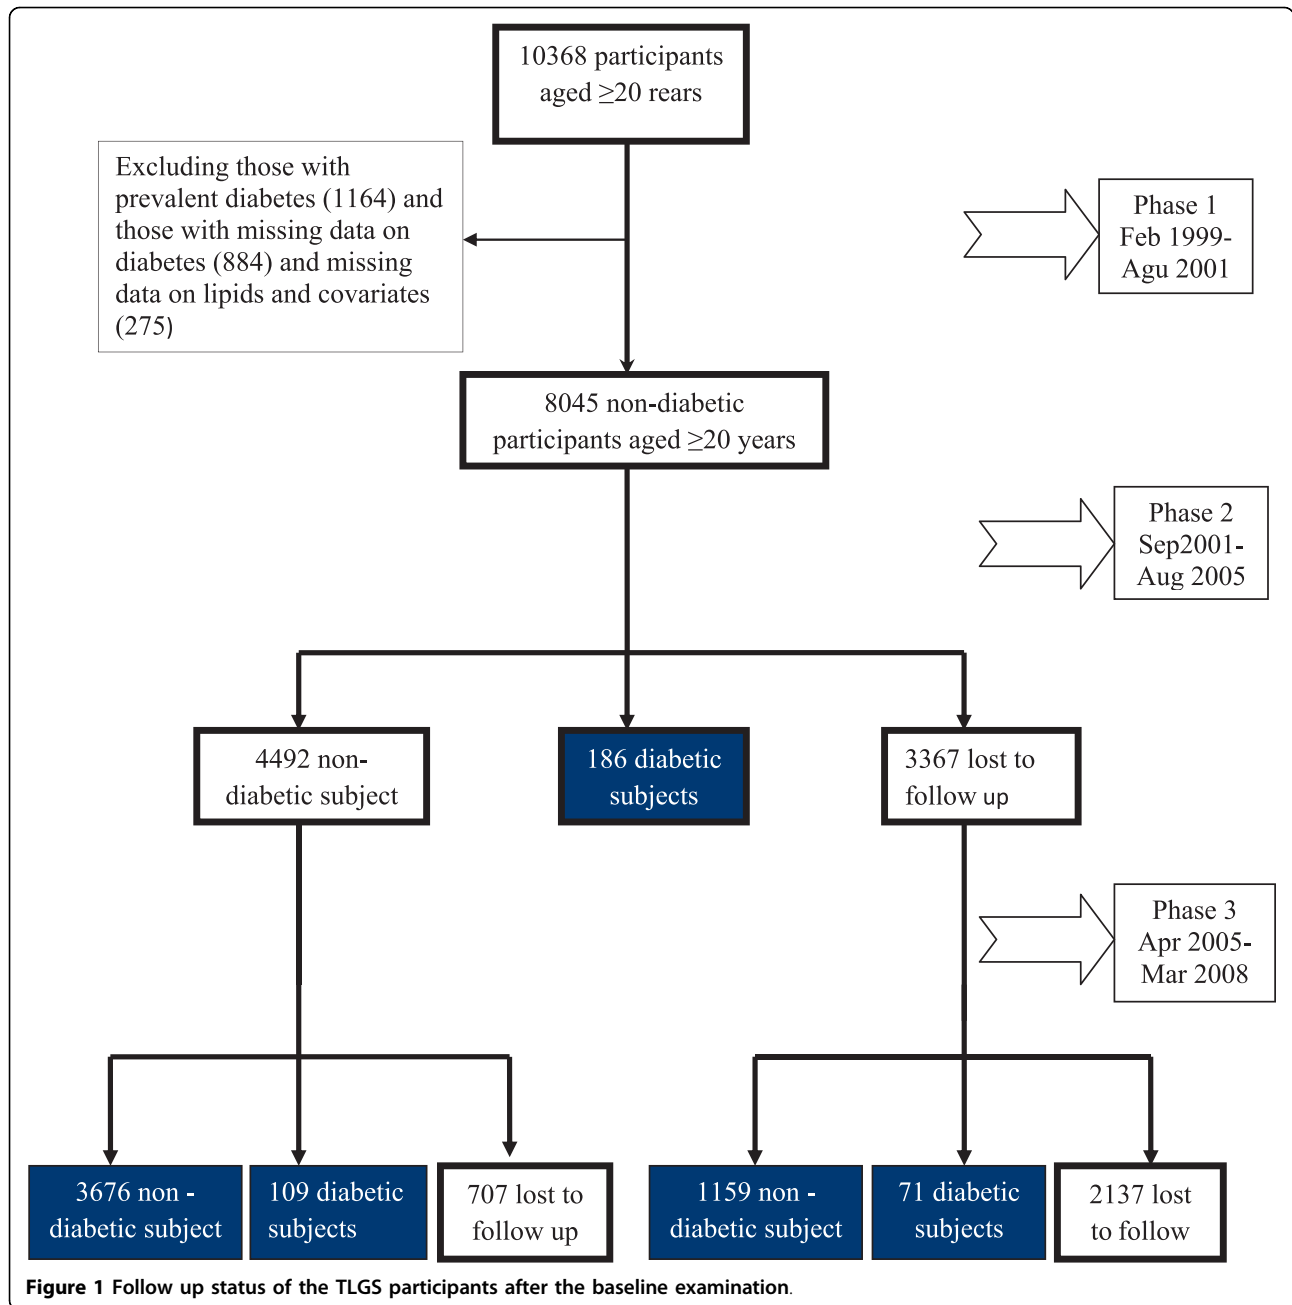 10368 participants
aged ≥20 rears
Excluding those with
prevalent diabetes (1164) and
those with missing data on
diabetes (884) and missing
data on lipids and covariates
(275)
Phase 1
Feb 1999-
Agu 2001
8045 non-diabetic
participants aged ≥20 years
Phase 2
Sep2001-
Aug 2005
4492 non-
diabetic subject
186 diabetic
subjects
3367 lost to
follow up
Phase 3
Apr 2005-
Mar 2008
3676 non -
diabetic subject
109 diabetic
subjects
707 lost to
follow up
1159 non -
diabetic subject
71 diabetic
subjects
2137 lost
to follow
Figure 1 Follow up status of the TLGS participants after the baseline examination.